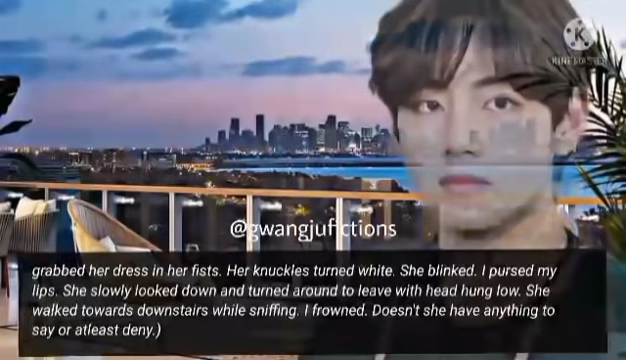 KINEMASTER
@gwangjufictions
grabbed her dress in her fists. Her knuckles turned white. She blinked. I pursed my
lips. She slowly looked down and turned around to leave with head hung low. She
walked towards downstairs while sniffing. I frowned. Doesn't she have anything to
say or atleast deny.)